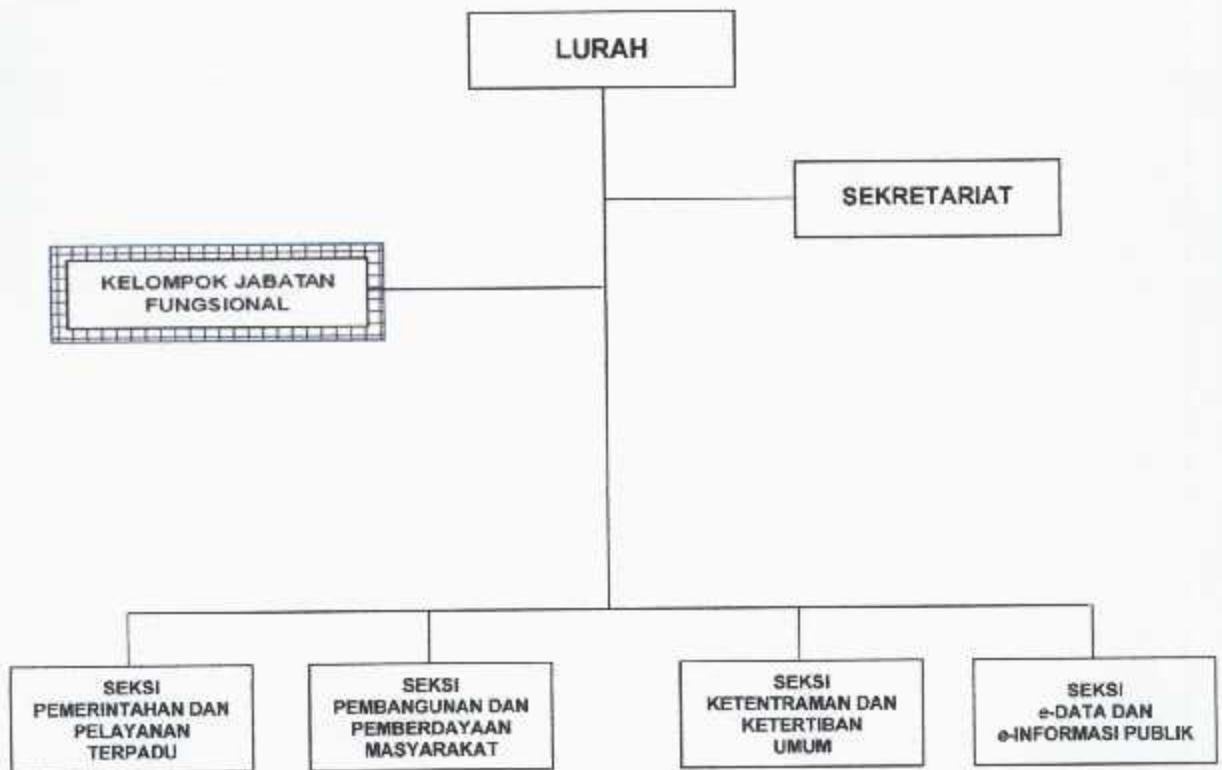 LURAH
SEKRETARIAT
KELOMPOK JABATAN
FUNGSIONAL
SEKSI
PEMERINTAHAN DAN
PELAYANAN
TERPADU
SEKSI
PEMBANGUNAN DAN
PEMBERDAYAAN
MASYARAKAT
SEKSI
KETENTRAMAN DAN
KETERTIBAN
UMUM
SEKSI
e-DATA DAN
e-INFORMASI PUBLIK